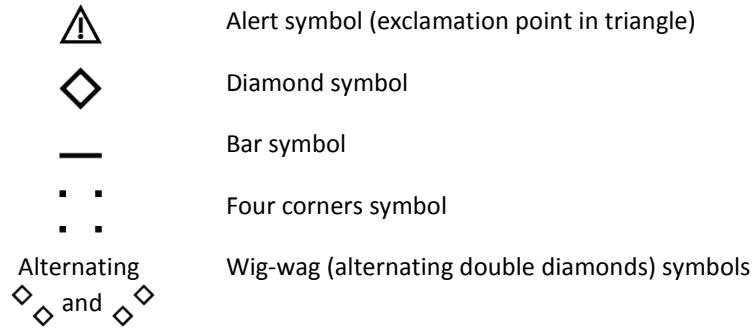 Alert symbol (exclamation point in triangle)
Diamond symbol
Bar symbol
Four corners symbol
Alternating Wig-wag (alternating double diamonds) symbols
and